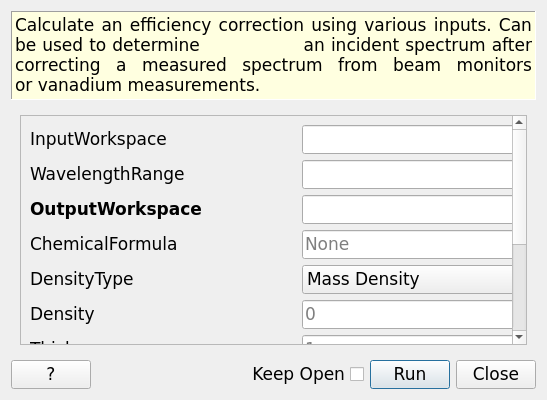 Calculate an efficiency correction using various inputs. Can
be used to determine an incident spectrum after
correcting a measured spectrum from beam monitors
or vanadium measurements.
InputWorkspace
WavelengthRange
OutputWorkspace
ChemicalFormula None
DensityType Mass Density
Density 0
? Keep Open Run Close